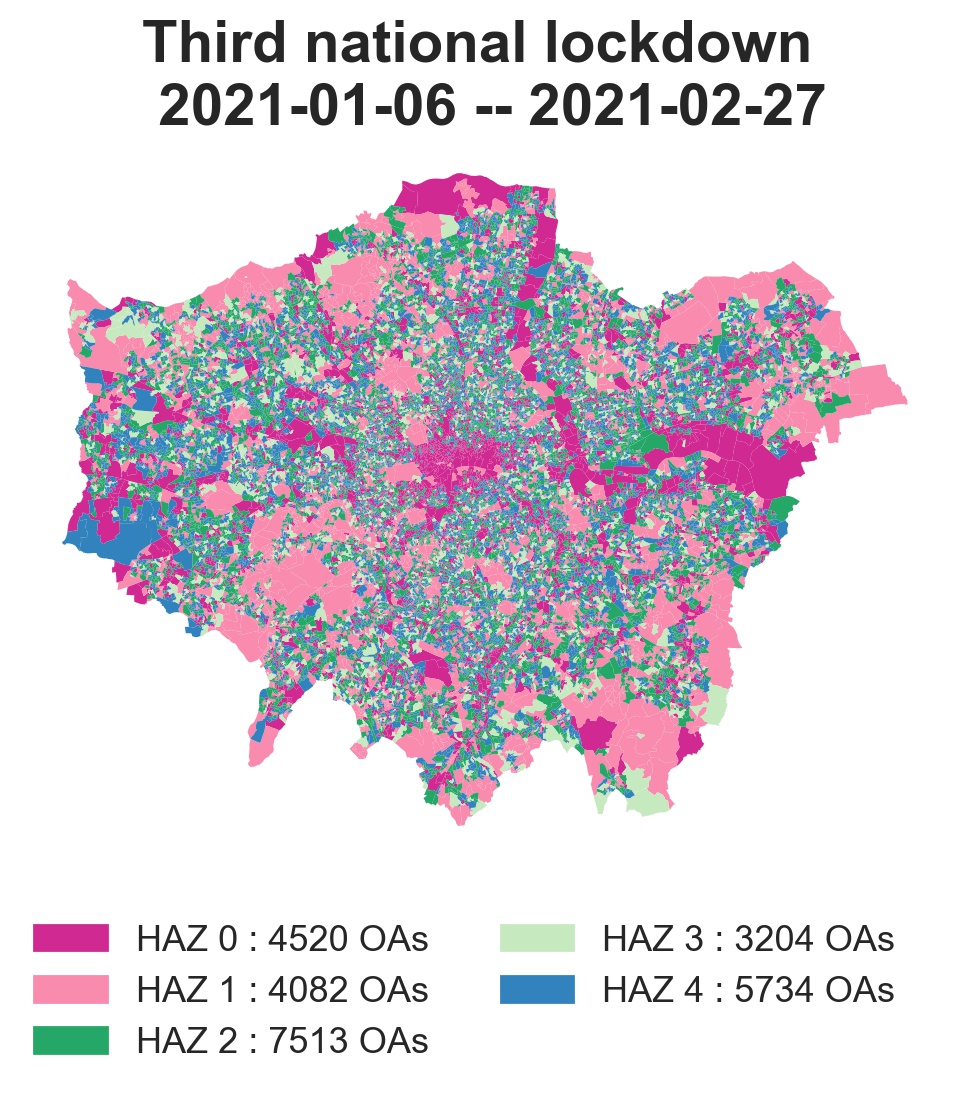 Third national lockdown
2021-01-06 -- 2021-02-27
HAZ 0 : 4520 OAs
HAZ 1 : 4082 OAs
HAZ 2 : 7513 OAs
HAZ 3 : 3204 OAs
HAZ 4 : 5734 OAs